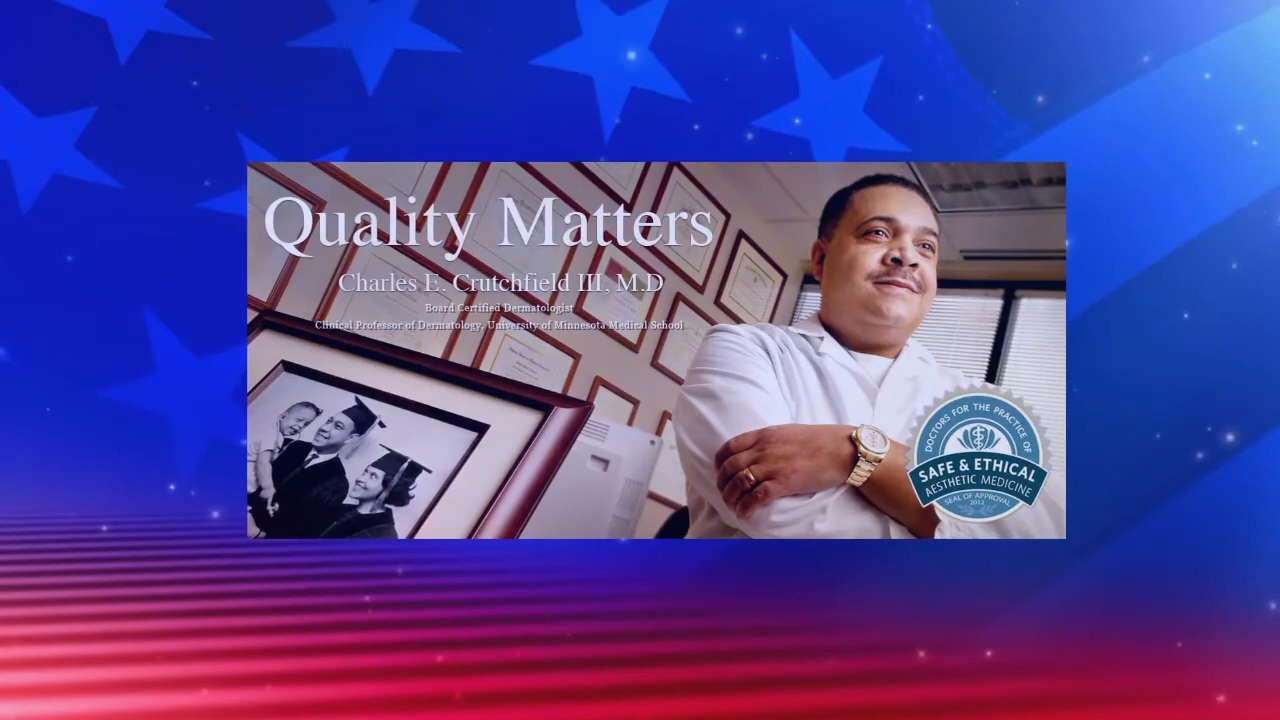 Quality Matters
Charles E. Crutchfield III, M.D
Board Certified Dermatologist
Clinical Professor of Dermatology, University of Minnesota Medical School
DOCTORS FOR THE PRACTICE OF
SAFE & ETHICAL
AESTHETIC MEDICINE
SEAL OF APPROVAL
2012